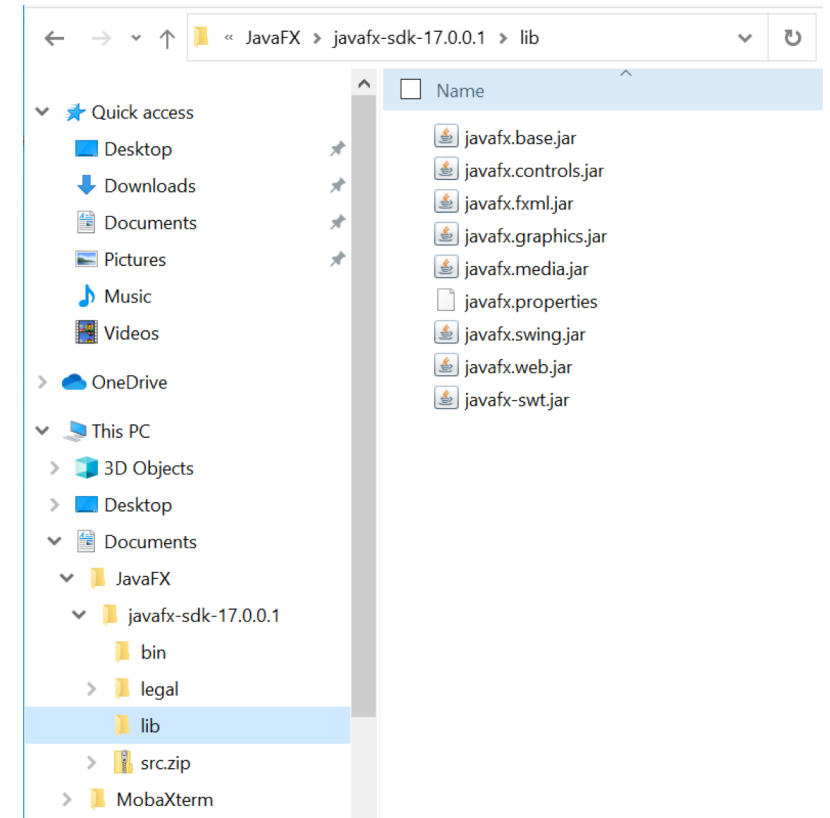 « JavaFX > javafx-sdk-17.0.0.1 > lib
Quick access
Desktop
Downloads
Documents
Pictures
Music
Videos
OneDrive
This PC
3D Objects
Desktop
Documents
JavaFX
javafx-sdk-17.0.0.1
bin
legal
lib
src.zip
MobaXterm
Name
javafx.base.jar
javafx.controls.jar
javafx.fxml.jar
javafx.graphics.jar
javafx.media.jar
javafx.properties
javafx.swing.jar
javafx.web.jar
javafx-swt.jar